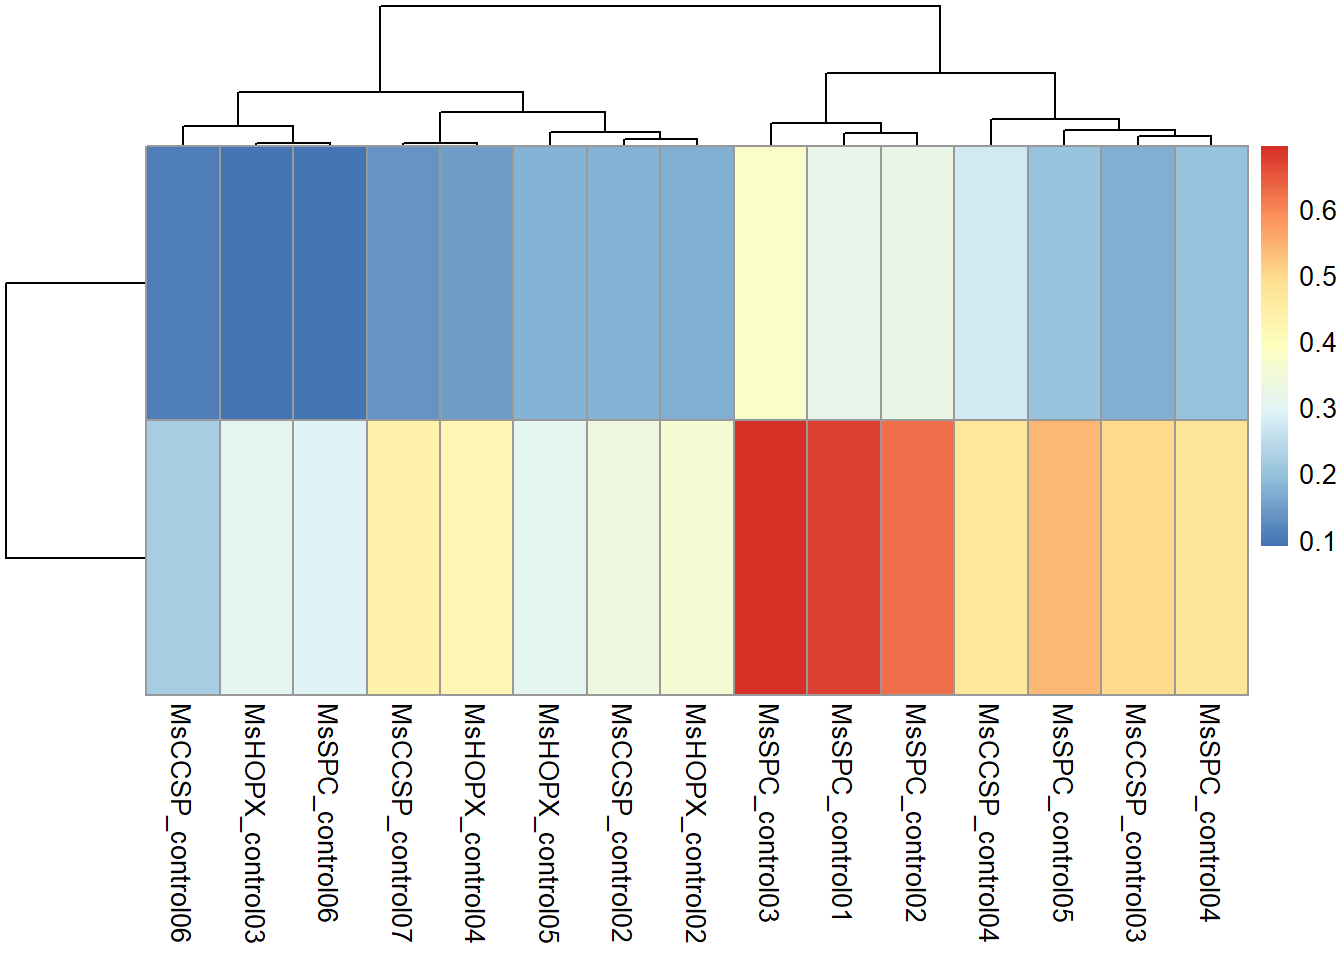 0.6
0.5
0.4
0.3
0.2
0.1
MsCCSP_control06
MsHOPX_control03
MsSPC_control06
MsCCSP_control07
MsHOPX_control04
MsHOPX_control05
MsCCSP_control02
MsHOPX_control02
MsSPC_control03
MsSPC_control01
MsSPC_control02
MsCCSP_control04
MsSPC_control05
MsCCSP_control03
MsSPC_control04